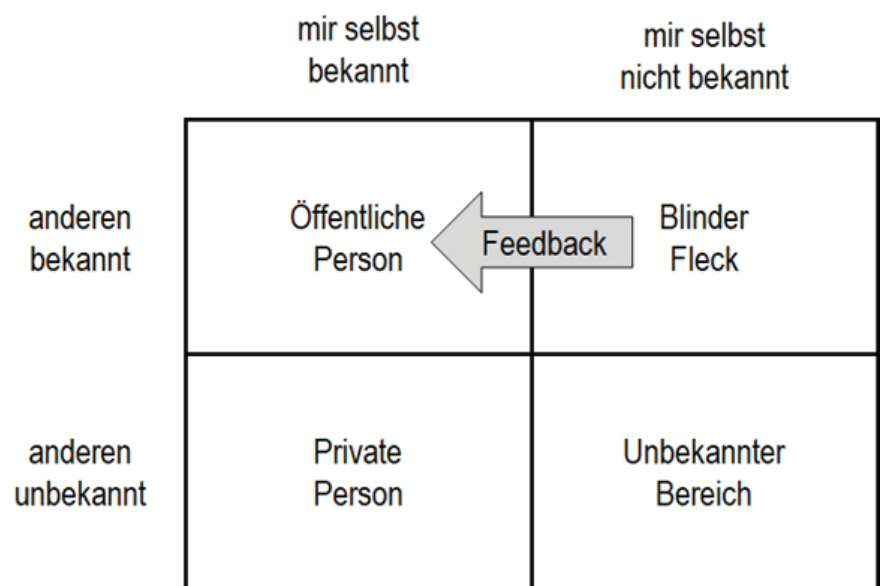 mir selbst
bekannt
mir selbst
nicht bekannt
anderen
bekannt
Öffentliche
Person
Feedback
Blinder
Fleck
anderen
unbekannt
Private
Person
Unbekannter
Bereich